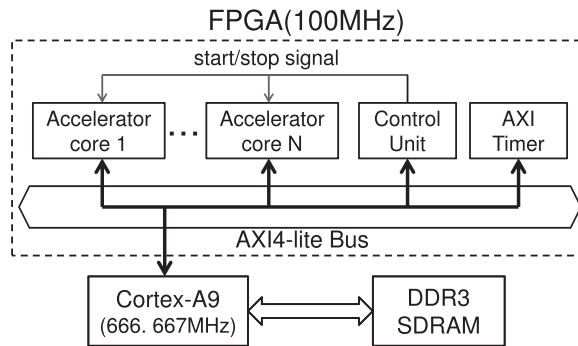 FPGA(100MHz)
start/stop signal
Accelerator
core 1
...
Accelerator
core N
Control
Unit
AXI
Timer
AXI4-lite Bus
Cortex-A9
(666. 667MHz)
DDR3
SDRAM